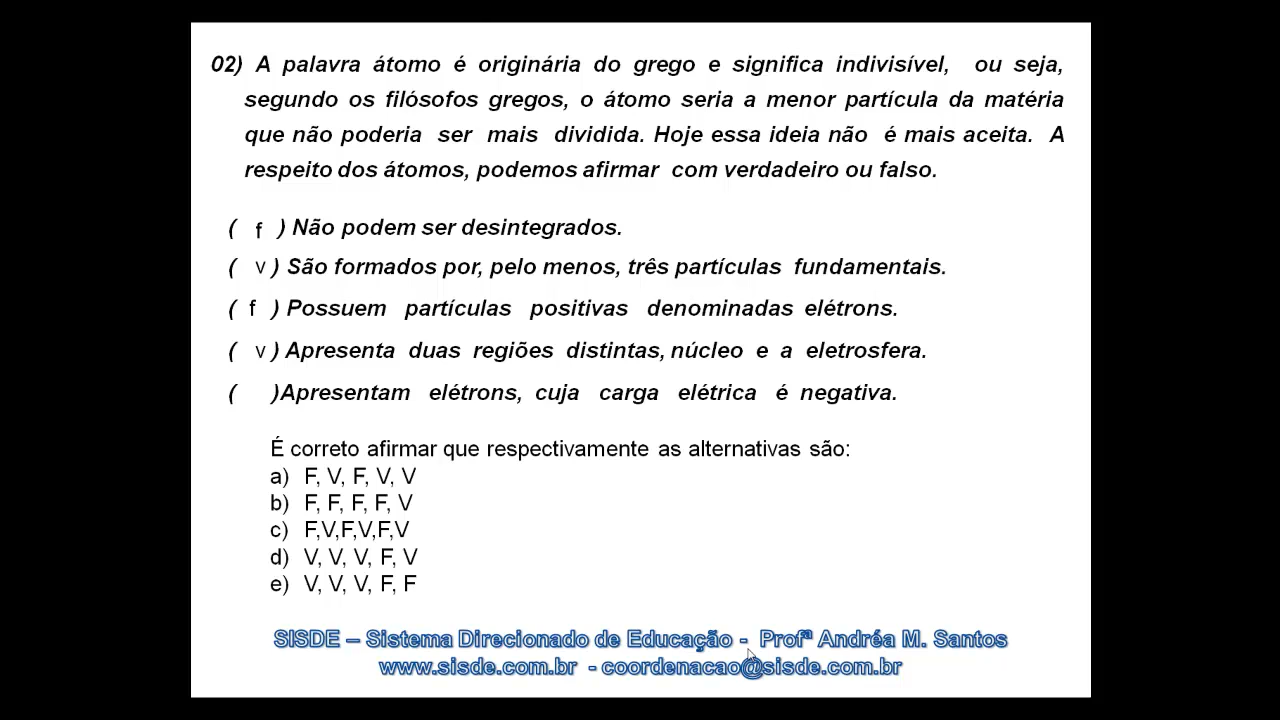 02) A palavra átomo é originária do grego e significa indivisível, ou seja,
segundo os filósofos gregos, o átomo seria a menor partícula da matéria
que não poderia ser mais dividida. Hoje essa ideia não é mais aceita. A
respeito dos átomos, podemos afirmar com verdadeiro ou falso.
( f ) Não podem ser desintegrados.
( v ) São formados por, pelo menos, três partículas fundamentais.
( f ) Possuem partículas positivas denominadas elétrons.
( v ) Apresenta duas regiões distintas, núcleo e a eletrosfera.
( )Apresentam elétrons, cuja carga elétrica é negativa.
É correto afirmar que respectivamente as alternativas são:
a) F, V, F, V, V
b) F, F, F, F, V
c) F,V,F,V,F,V
d) V, V, V, F, V
e) V, V, V, F, F
SISDE – Sistema Direcionado de Educação - Profª Andréa M. Santos
www.sisde.com.br - coordenacao@sisde.com.br